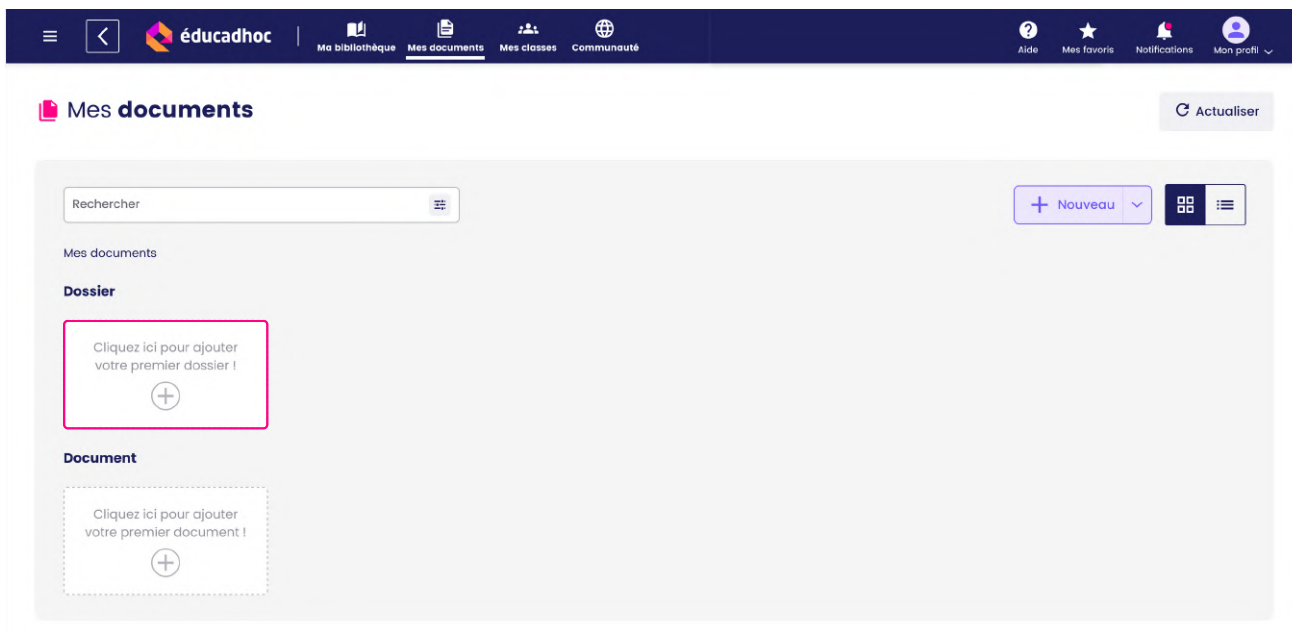 éducadhoc
Ma bibliothèque
Mes documents
Mes classes
Communauté
Aide
Mes favoris
Notifications
Mon profil
Mes documents
Actualiser
Rechercher
Nouveau
Mes documents
Dossier
Cliquez ici pour ajouter
votre premier dossier !
Document
Cliquez ici pour ajouter
votre premier document !